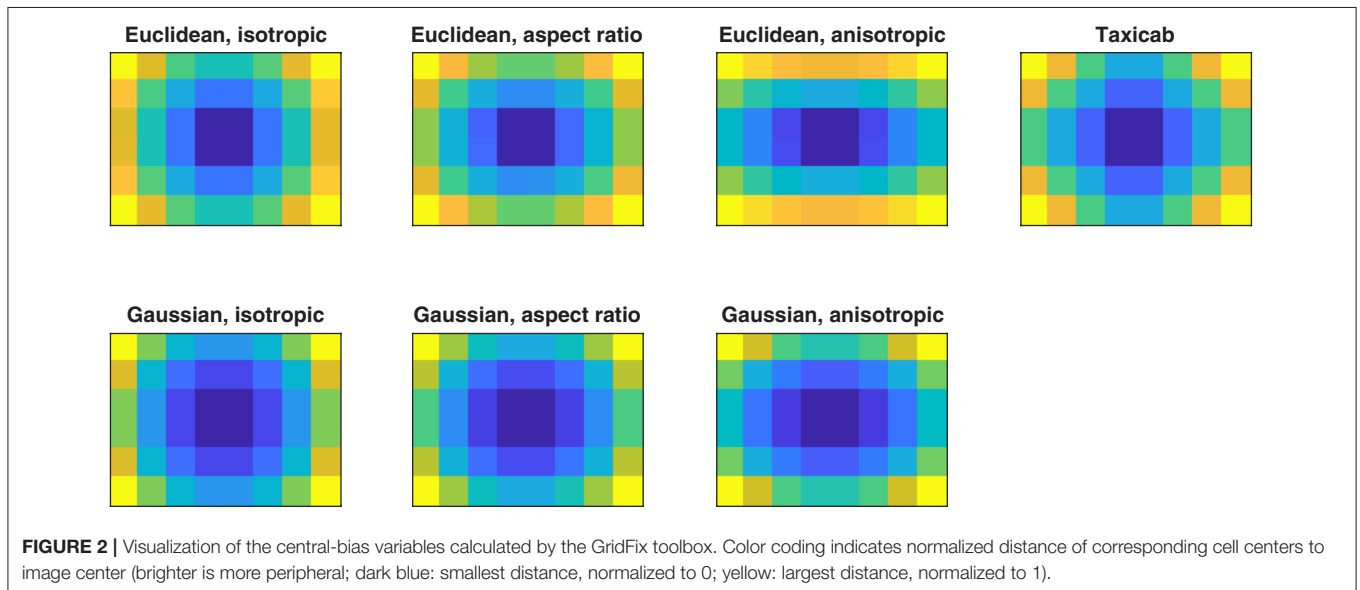 Euclidean, isotropic
Euclidean, aspect ratio
Euclidean, anisotropic
Taxicab
Gaussian, isotropic
Gaussian, aspect ratio
Gaussian, anisotropic
FIGURE 2 | Visualization of the central-bias variables calculated by the GridFix toolbox. Color coding indicates normalized distance of corresponding cell centers to
image center (brighter is more peripheral; dark blue: smallest distance, normalized to 0; yellow: largest distance, normalized to 1).